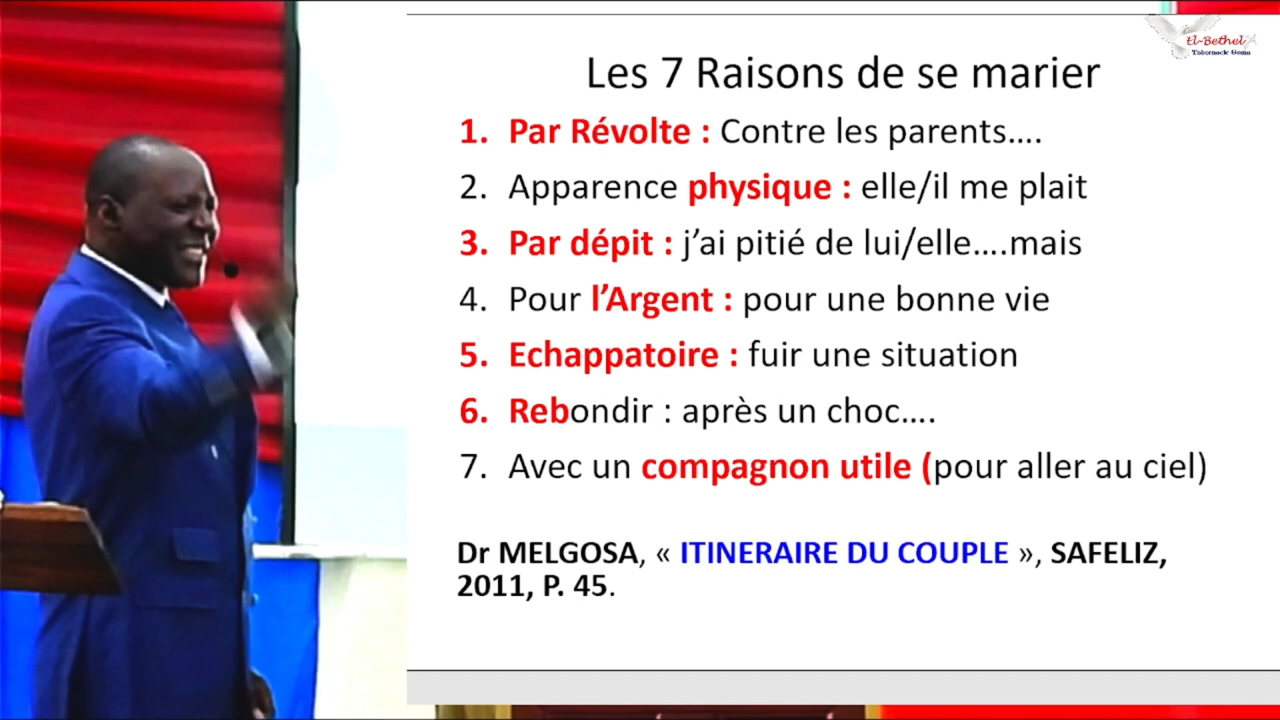 El-Bethel
Tabernacle Gonia
Les 7 Raisons de se marier
1. Par Révolte : Contre les parents….
2. Apparence physique : elle/il me plait
3. Par dépit : j’ai pitié de lui/elle….mais
4. Pour l’Argent : pour une bonne vie
5. Echappatoire : fuir une situation
6. Rebondir : après un choc….
7. Avec un compagnon utile (pour aller au ciel)
Dr MELGOSA, « ITINERAIRE DU COUPLE », SAFELIZ,
2011, P. 45.